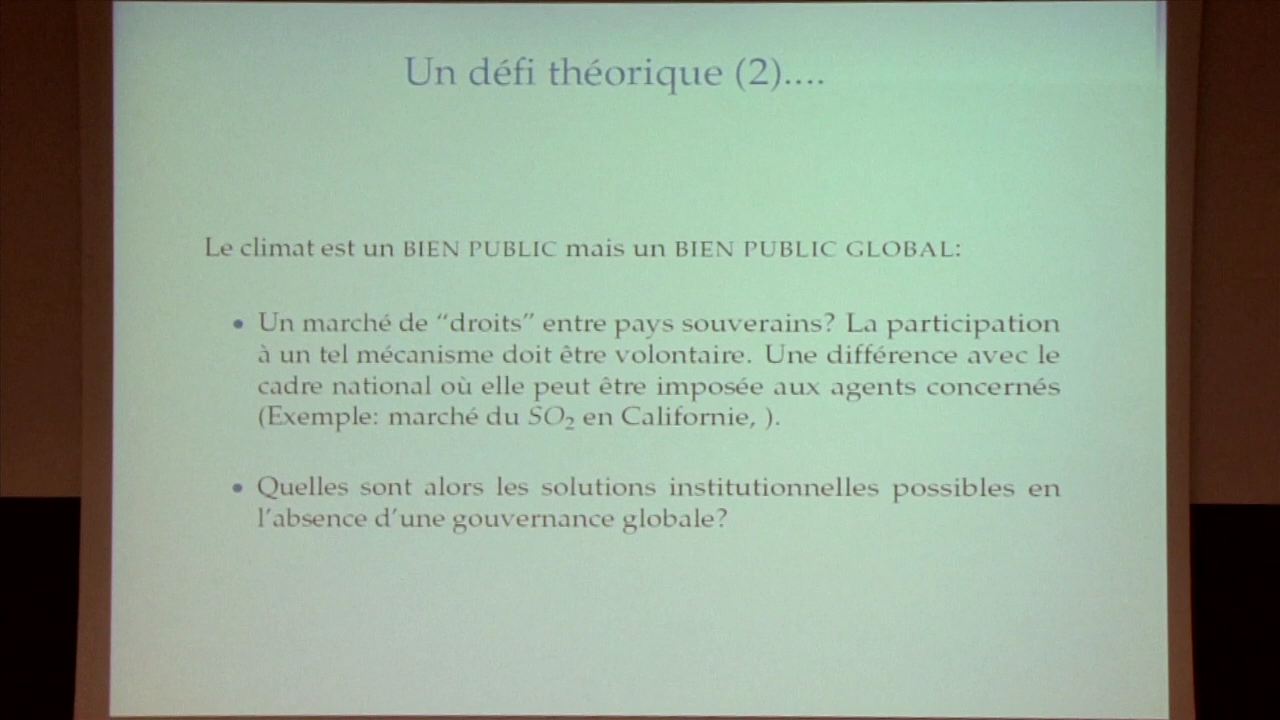 Un défi théorique (2)....
Le climat est un BIEN PUBLIC mais un BIEN PUBLIC GLOBAL:
• Un marché de “droits” entre pays souverains? La participation
à un tel mécanisme doit être volontaire. Une différence avec le
cadre national où elle peut être imposée aux agents concernés
(Exemple: marché du SO₂ en Californie, ).
• Quelles sont alors les solutions institutionnelles possibles en
l’absence d’une gouvernance globale?